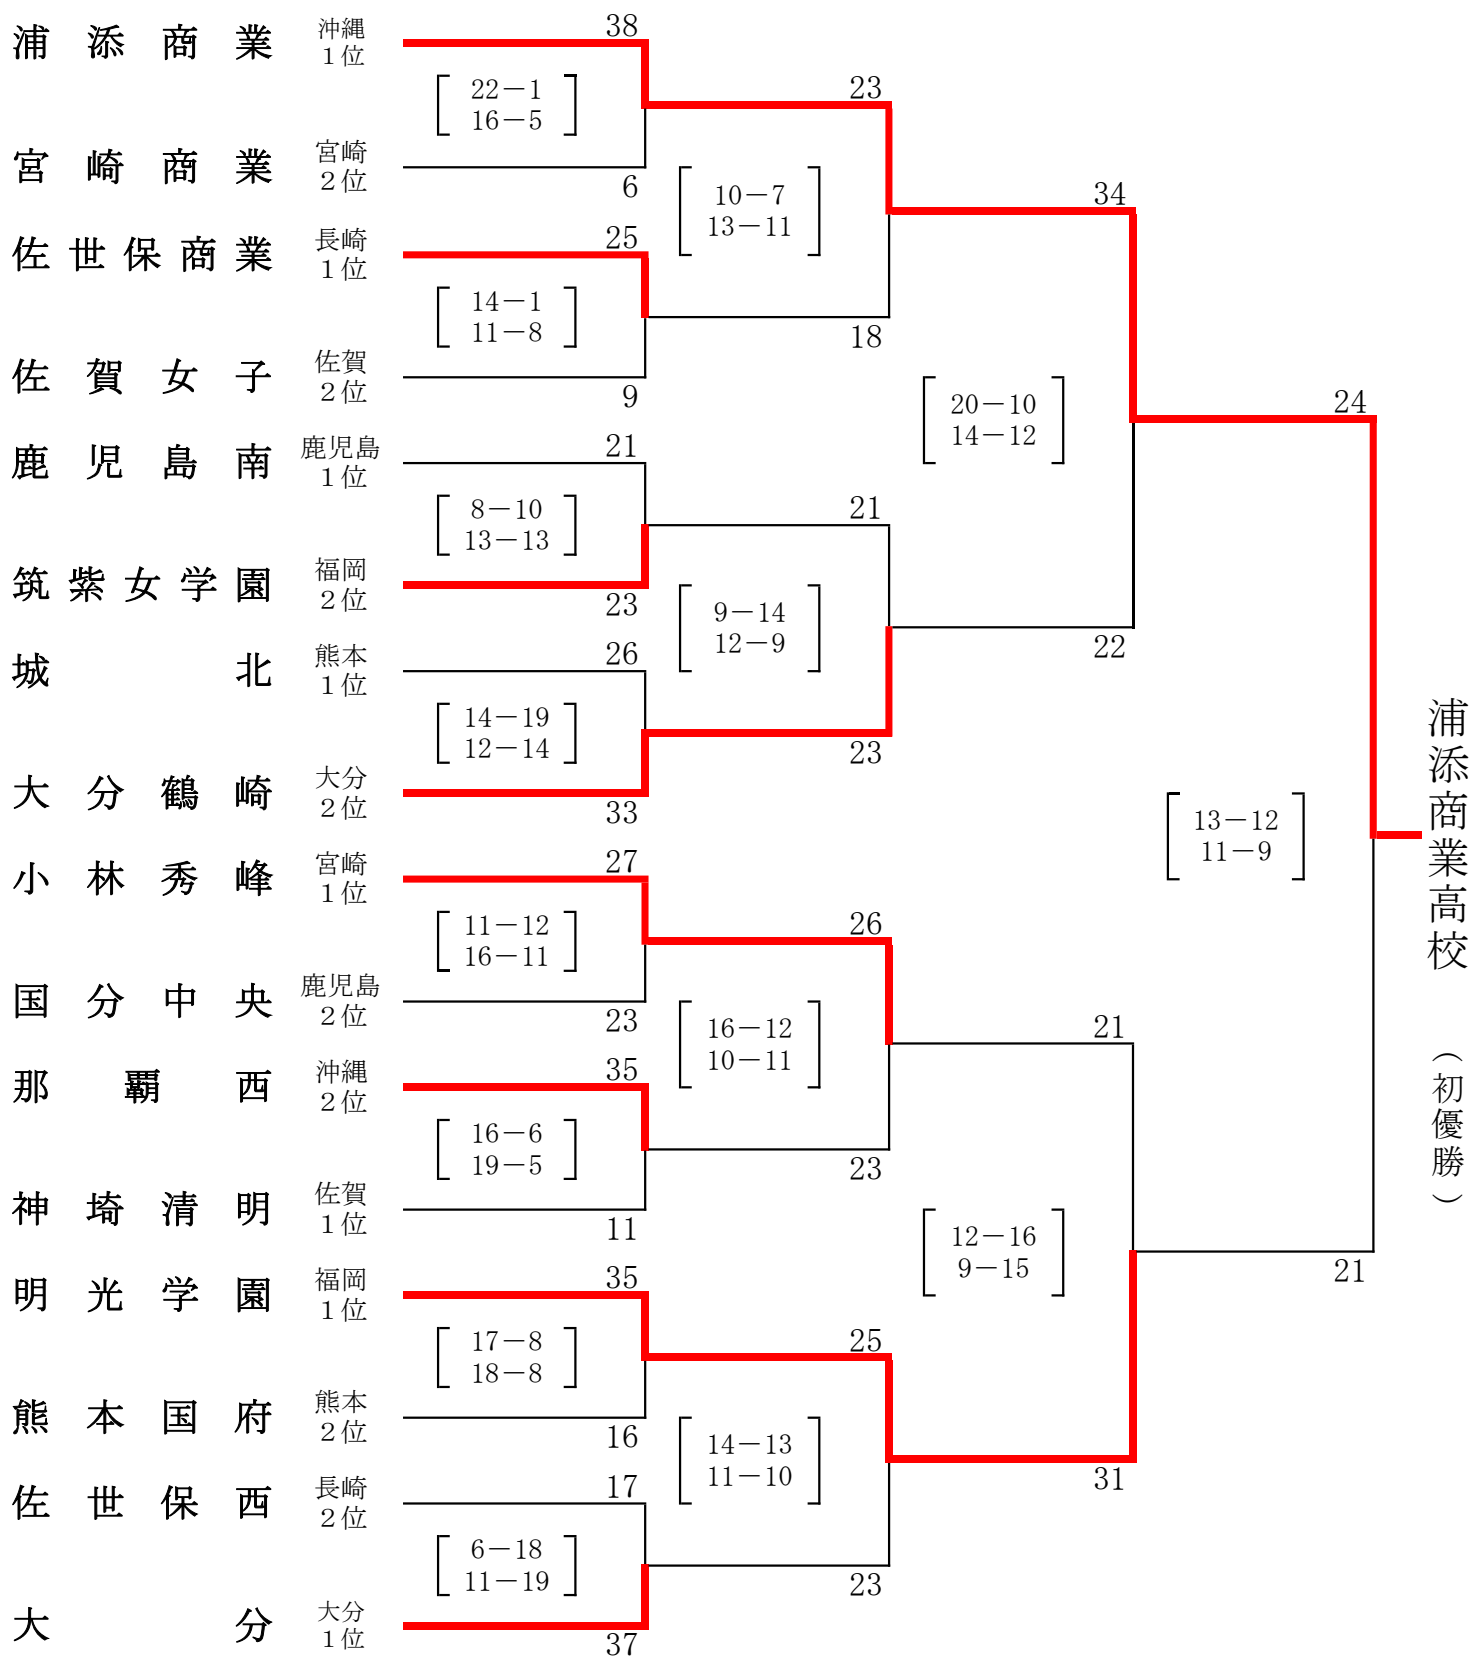 浦添商業 沖縄 1位 38
22－1
16－5
宮崎商業 宮崎 2位 6
佐世保商業 長崎 1位 25
14－1
11－8
佐賀女子 佐賀 2位 9
鹿児島南 鹿児島 1位 21
8－10
13－13
筑紫女学園 福岡 2位 23
城北 熊本 1位 26
14－19
12－14
大分鶴崎 大分 2位 33
小林秀峰 宮崎 1位 27
11－12
16－11
国分中央 鹿児島 2位 23
那覇西 沖縄 2位 35
16－6
19－5
神埼清明 佐賀 1位 11
明光学園 福岡 1位 35
17－8
18－8
熊本国府 熊本 2位 16
佐世保西 長崎 2位 17
6－18
11－19
大分 大分 1位 37
23
10－7
13－11
18
21
9－14
12－9
23
26
16－12
10－11
23
25
14－13
11－10
23
34
20－10
14－12
22
21
12－16
9－15
31
24
13－12
11－9
21
浦添商業高校（初優勝）